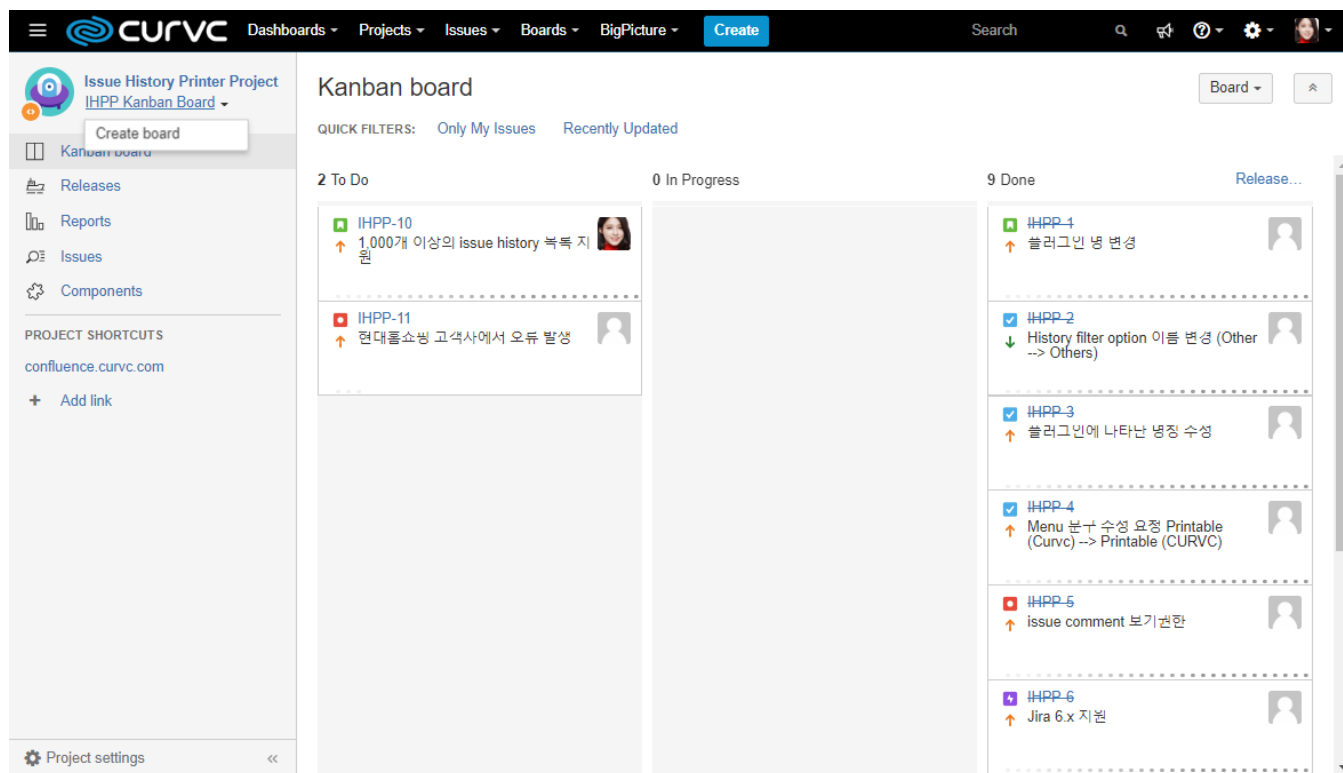 CURVC Dashboards Projects Issues Boards BigPicture Create Search
Issue History Printer Project
IHPP Kanban Board
Create board
Kanban board
Releases
Reports
Issues
Components
PROJECT SHORTCUTS
confluence.curvc.com
+ Add link
Project settings
Kanban board
Board
QUICK FILTERS: Only My Issues Recently Updated
2 To Do
0 In Progress
9 Done
Release...
IHPP-10
1,000개 이상의 issue history 목록 지
원
IHPP-11
현대홈쇼핑 고객사에서 오류 발생
IHPP-1
플러그인 명 변경
IHPP-2
History filter option 이름 변경 (Other
--> Others)
IHPP-3
플러그인에 나타난 명칭 수정
IHPP-4
Menu 문구 수정 요청 Printable
(Curvc) --> Printable (CURVC)
IHPP-5
issue comment 보기권한
IHPP-6
Jira 6.x 지원